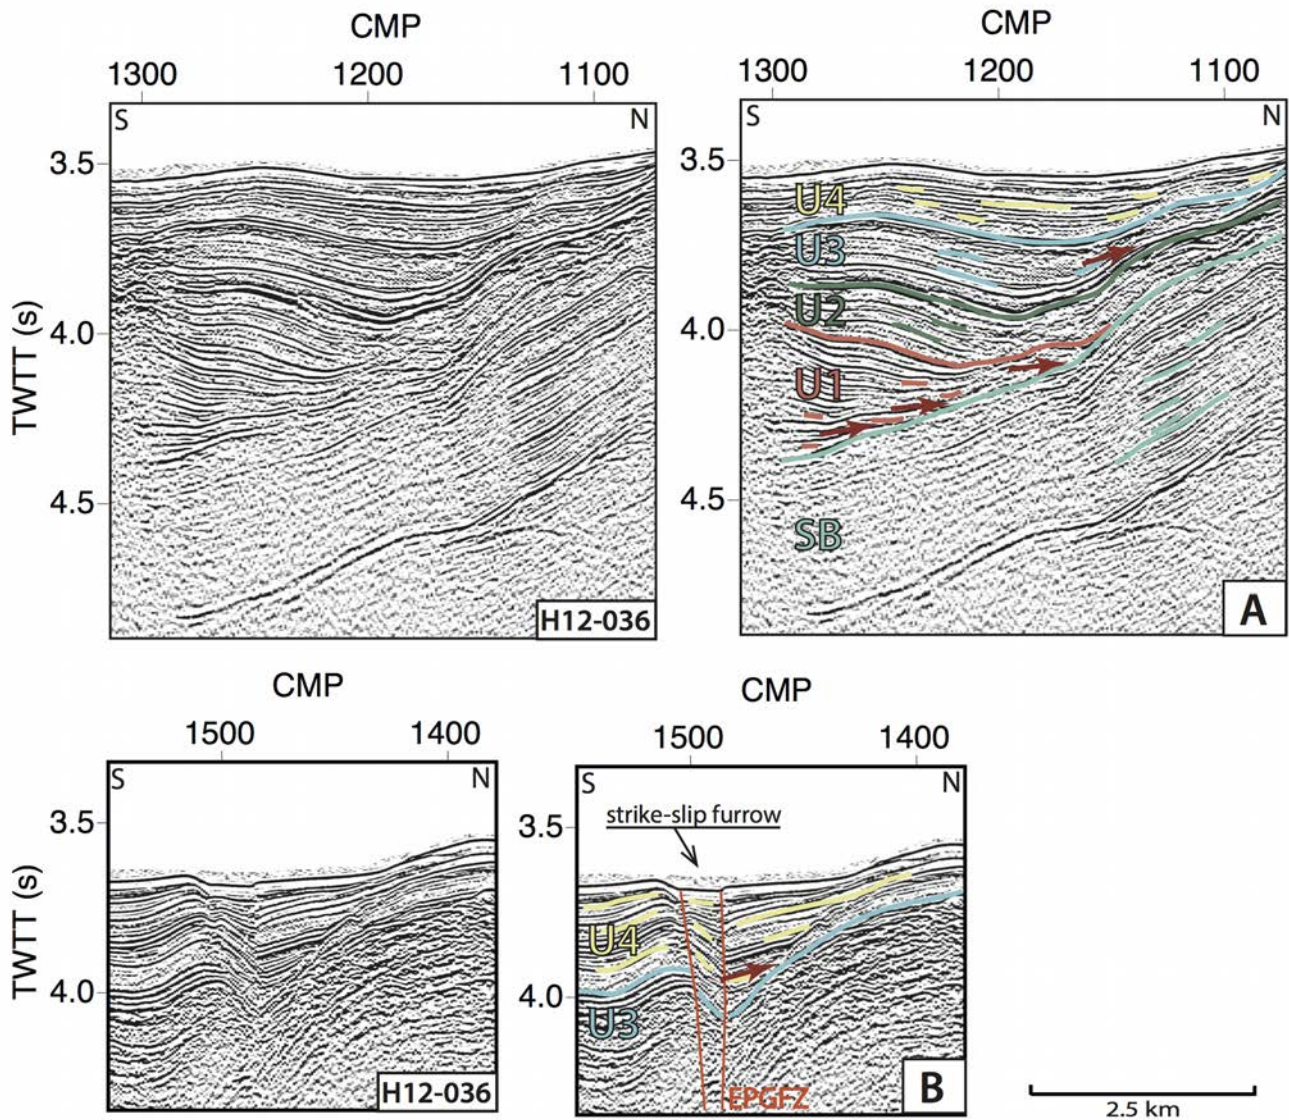 CMP
1300 1200 1100
S N
3.5
4.0
4.5
TWTT (s)
H12-036
CMP
1300 1200 1100
S N
3.5
4.0
4.5
U4
U3
U2
U1
SB
A
CMP
1500 1400
S N
3.5
4.0
TWTT (s)
H12-036
CMP
1500 1400
S N
strike-slip furrow
3.5
4.0
U4
U3
EPGFZ
B
2.5 km